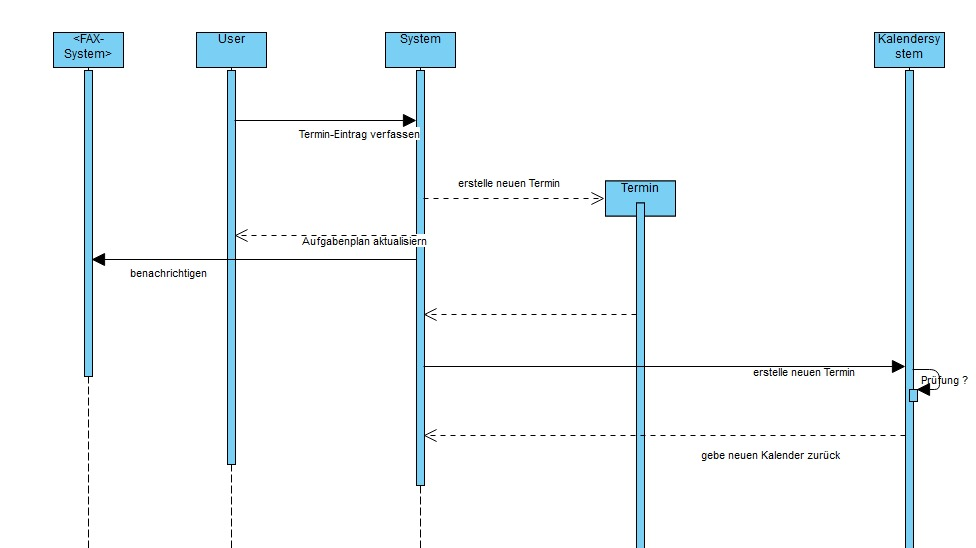 <FAX-
System>
User
System
Kalendersy
stem
Termin-Eintrag verfassen
erstelle neuen Termin
Termin
Aufgabenplan aktualisiern
benachrichtigen
erstelle neuen Termin
Prüfung ?
gebe neuen Kalender zurück